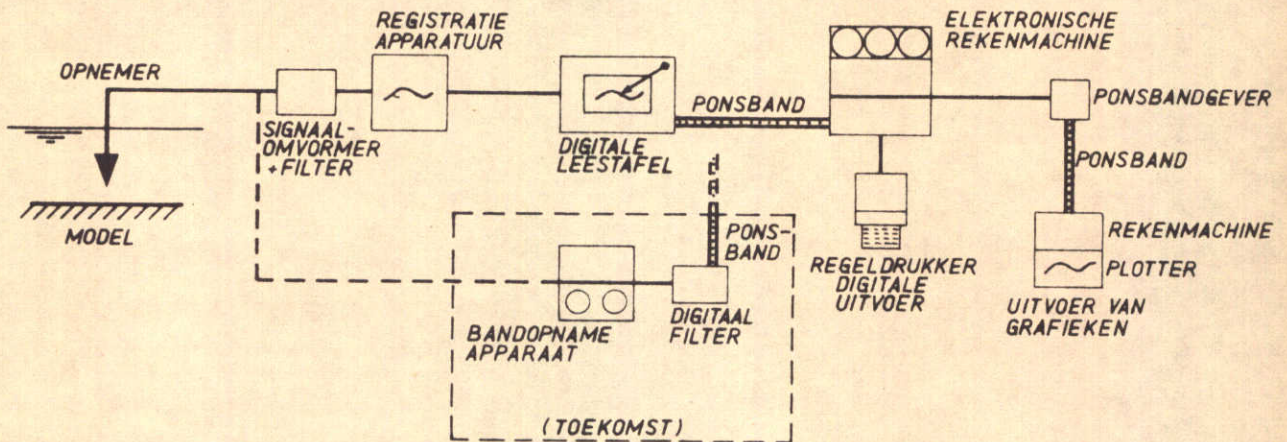 REGISTRATIE
APPARATUUR
ELEKTRONISCHE
REKENMACHINE
OPNEMER
PONSBAND
PONSBANDGEVER
SIGNAAL-
OMVORMER
+ FILTER
DIGITALE
LEESTAFEL
PONSBAND
MODEL
PONS-
BAND
REKENMACHINE
PLOTTER
REGELDRUKKER
DIGITALE
UITVOER
UITVOER VAN
GRAFIEKEN
BANDOPNAME
APPARAAT
DIGITAAL
FILTER
(TOEKOMST)